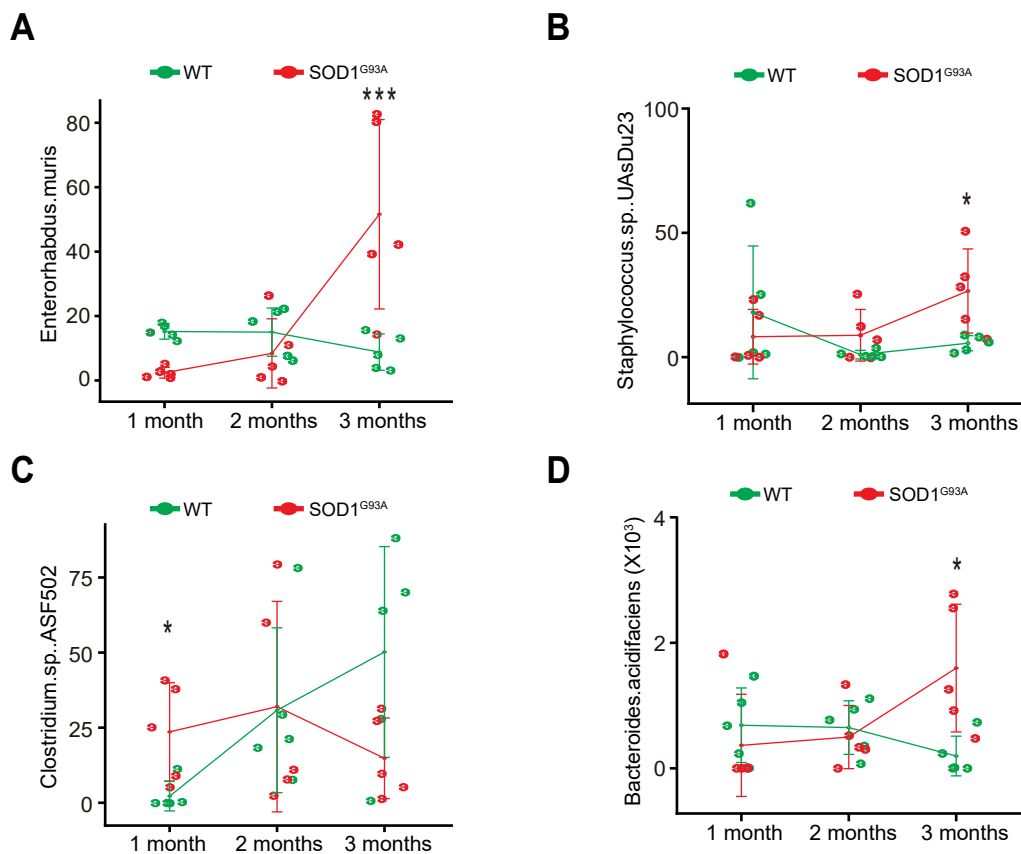 A
WT SOD1G93A
***
80
60
40
20
0
Enterorhabdus.muris
1 month 2 months 3 months
B
WT SOD1G93A
100
*
50
0
Staphylococcus.sp..UAsDu23
1 month 2 months 3 months
C
WT SOD1G93A
75
*
50
25
0
Clostridium.sp..ASF502
1 month 2 months 3 months
D
WT SOD1G93A
4
*
2
0
Bacteroides.acidifaciens (X10³)
1 month 2 months 3 months